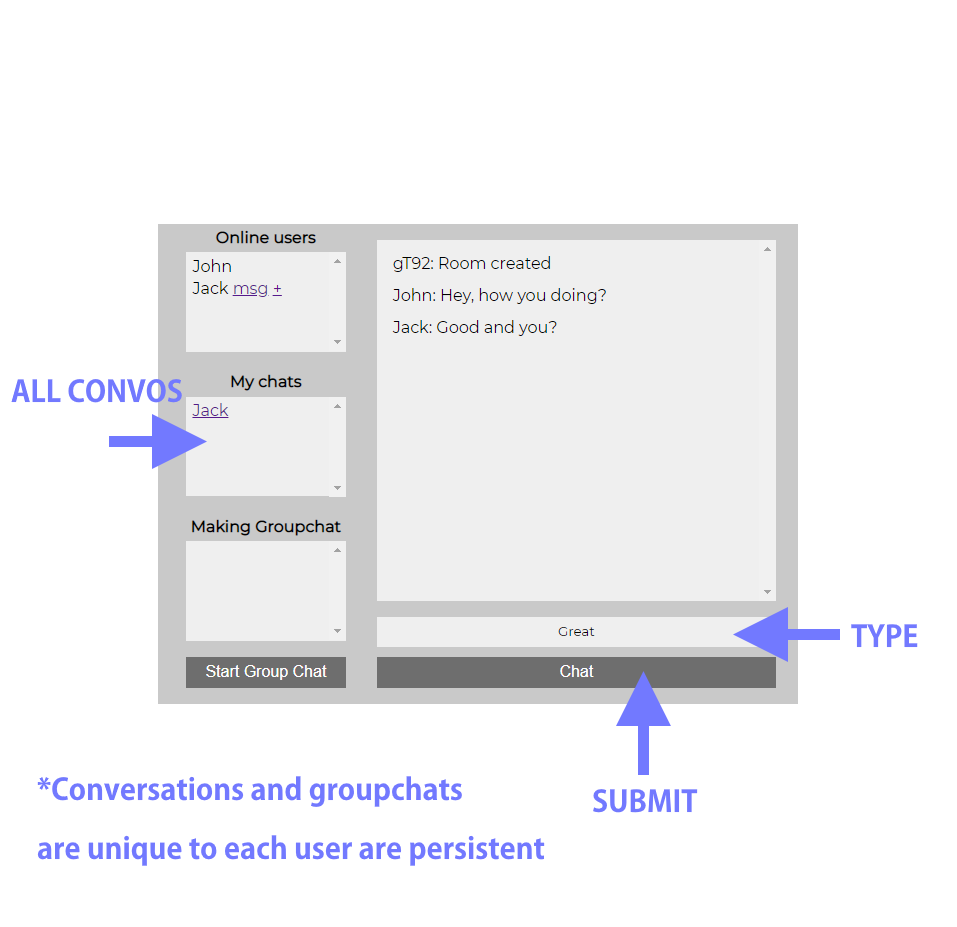 Online users
John
Jack msg +
ALL CONVOS
My chats
Jack
Making Groupchat
Start Group Chat
gT92: Room created
John: Hey, how you doing?
Jack: Good and you?
Great
TYPE
Chat
SUBMIT
*Conversations and groupchats
are unique to each user are persistent